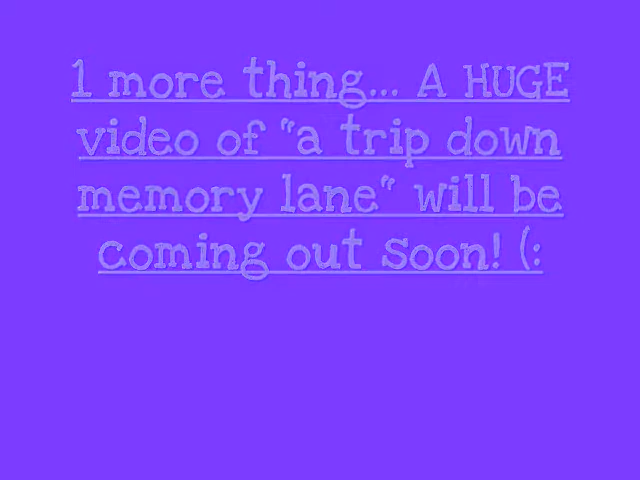 1 more thing... A HUGE
video of "a trip down
memory lane" will be
coming out soon! (: